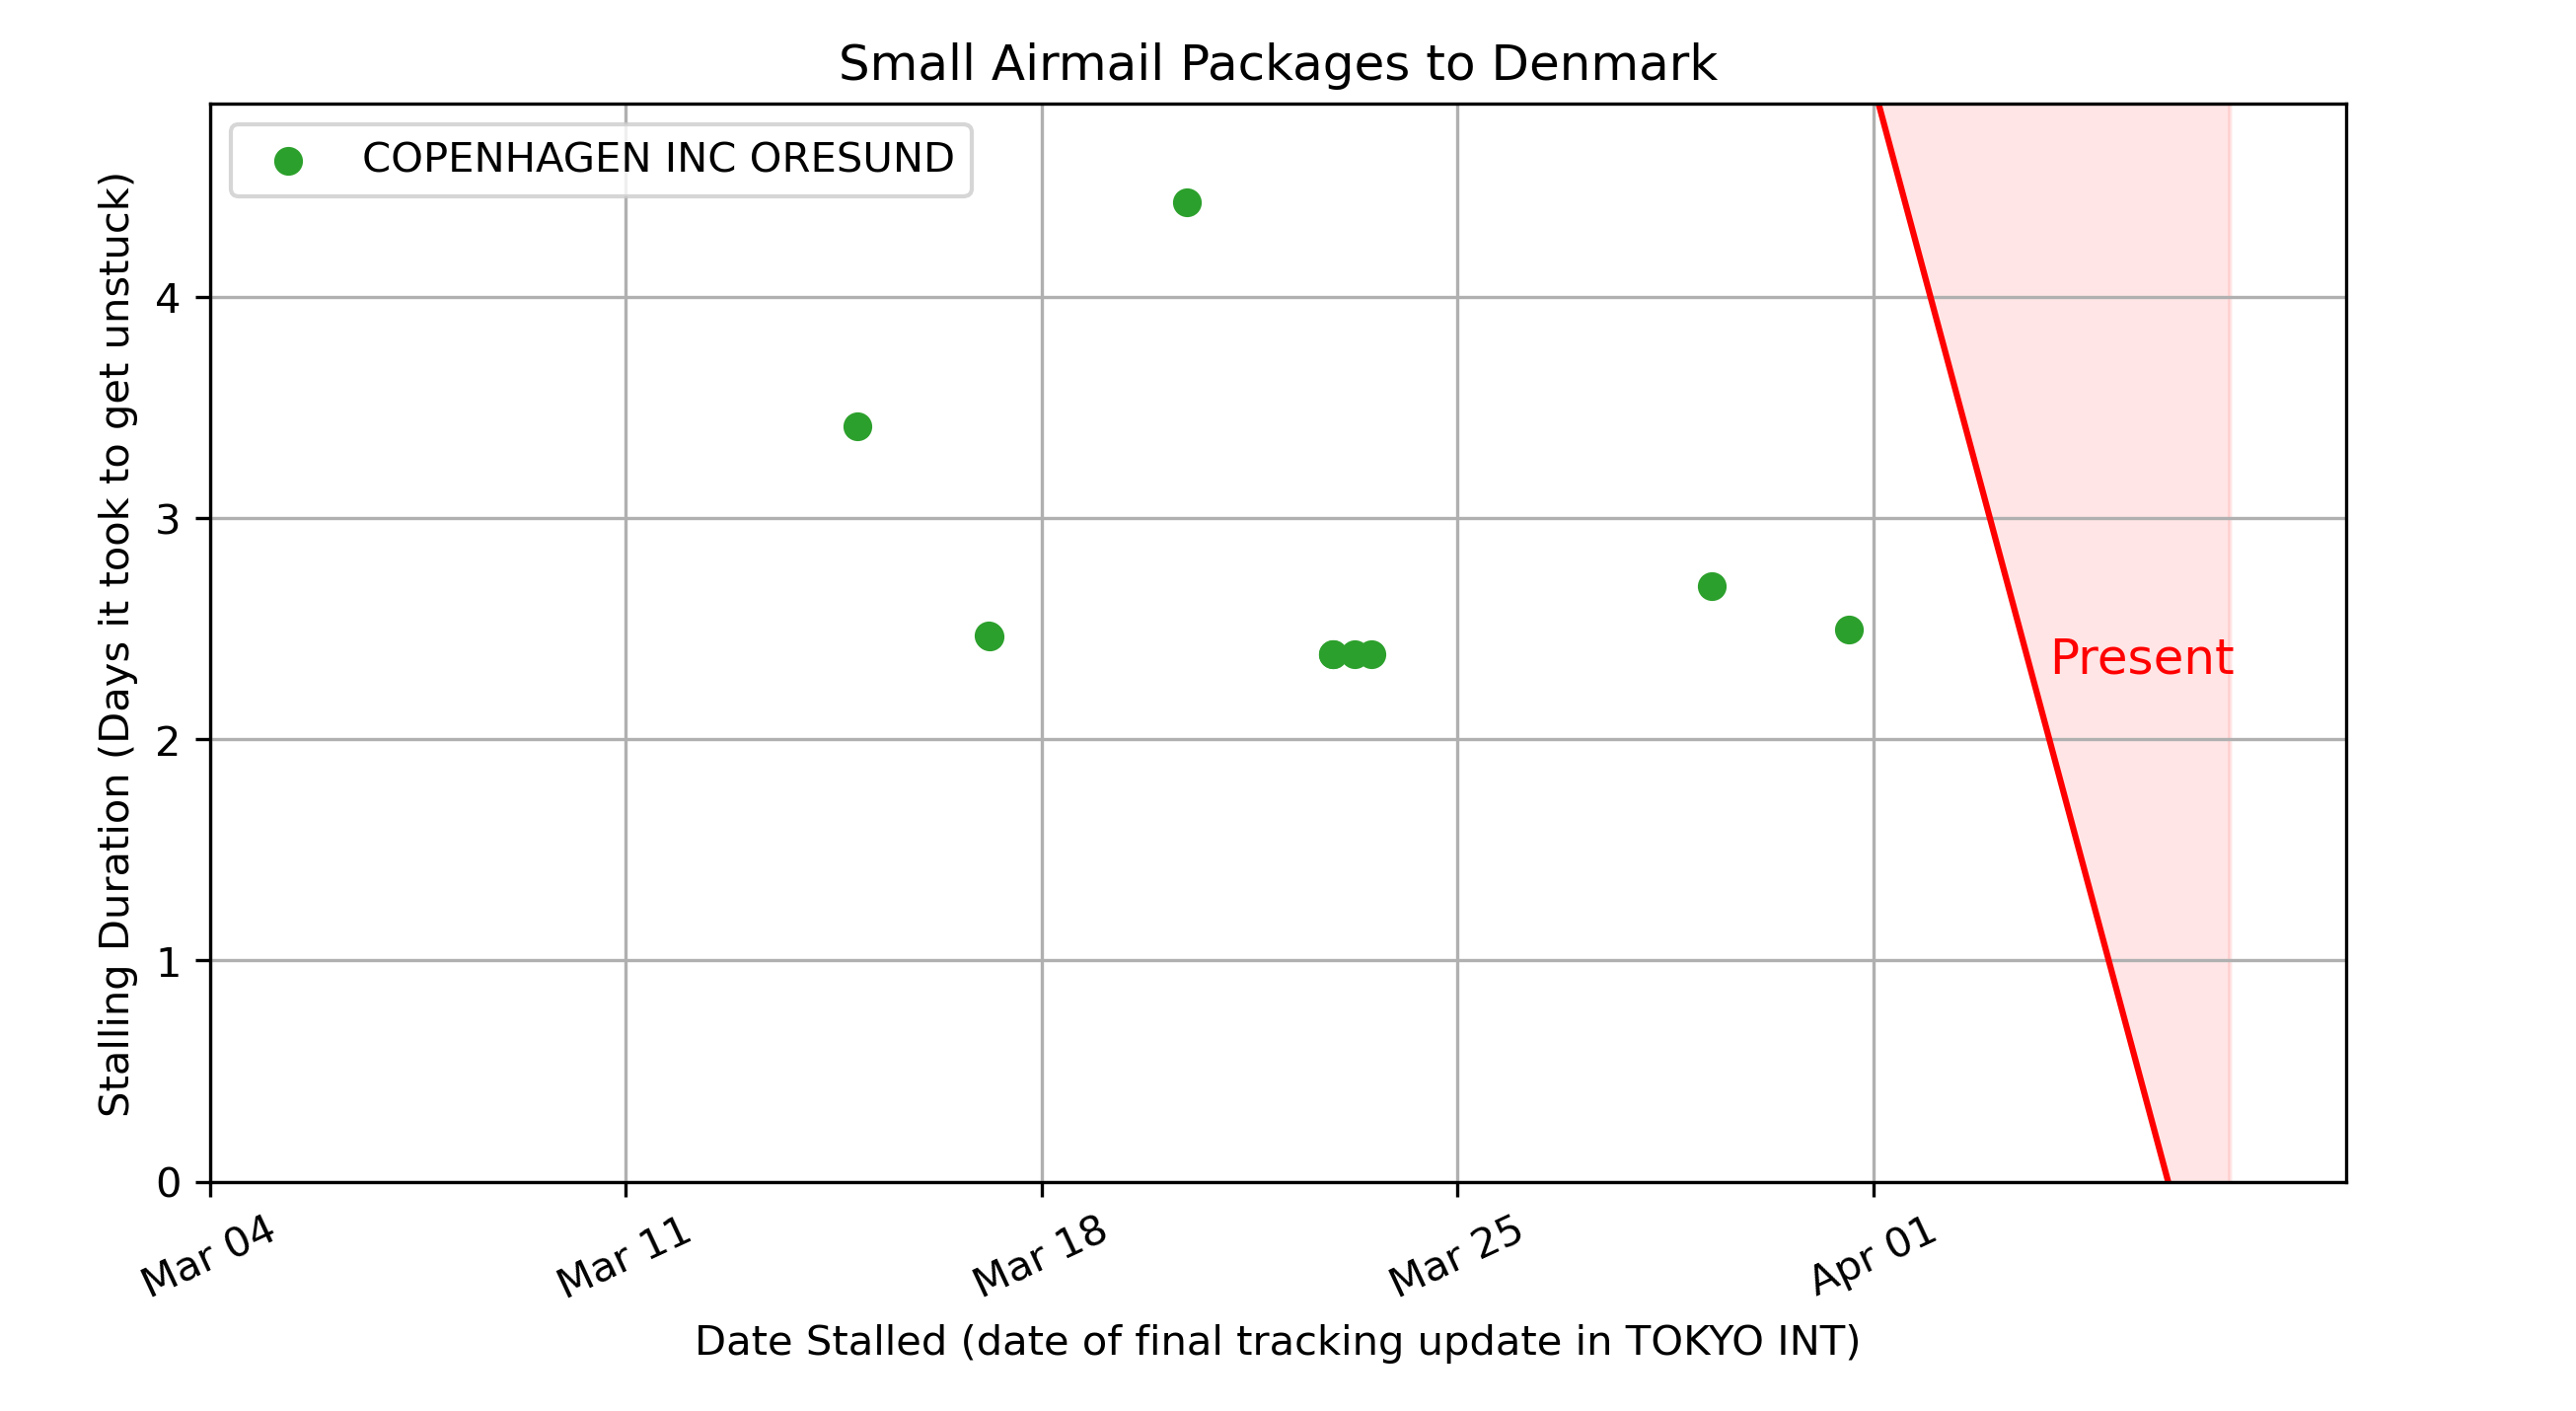 Small Airmail Packages to Denmark
COPENHAGEN INC ORESUND
Stalling Duration (Days it took to get unstuck)
4
3
2
1
0
Present
Mar 04
Mar 11
Mar 18
Mar 25
Apr 01
Date Stalled (date of final tracking update in TOKYO INT)